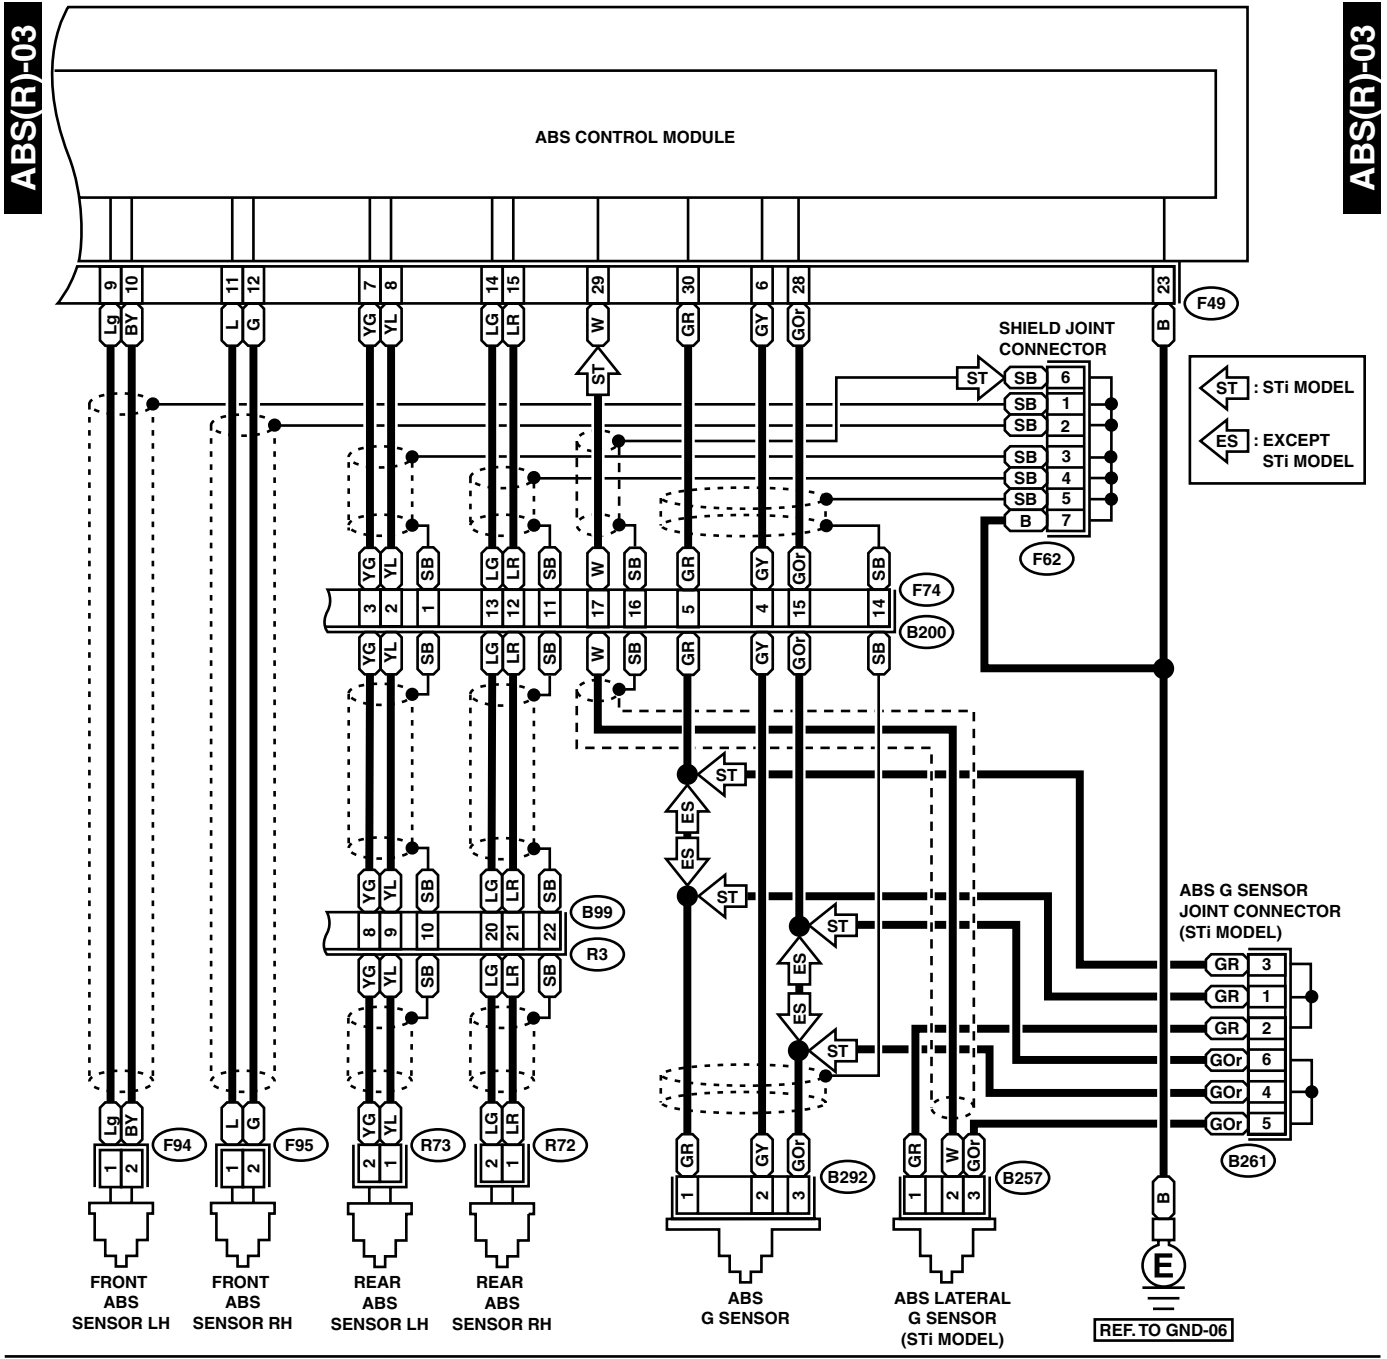 ABS(R)-03
ABS(R)-03
ABS CONTROL MODULE
9 10 11 12 7 8 14 15 29 30 6 28 23
F49
Lg BY L G YG YL LG LR W GR GY GOr B
SHIELD JOINT
CONNECTOR
ST
ST SB 6
SB 1
SB 2
SB 3
SB 4
SB 5
B 7
F62
ST : STi MODEL
ES : EXCEPT
STi MODEL
YG YL SB LG LR SB W SB GR GY GOr SB
3 2 1 13 12 11 17 16 5 4 15 14
F74
B200
YG YL SB LG LR SB W SB GR GY GOr SB
ST
ES
ES
ST
ST
ES
ES
ST
YG YL SB LG LR SB
8 9 10 20 21 22
B99
R3
YG YL SB LG LR SB
ABS G SENSOR
JOINT CONNECTOR
(STi MODEL)
GR 3
GR 1
GR 2
GOr 6
GOr 4
GOr 5
B261
Lg BY L G YG YL LG LR GR GY GOr GR W GOr B
1 2 F94
1 2 F95
2 1 R73
2 1 R72
1 2 3 B292
1 2 3 B257
E
FRONT
ABS
SENSOR LH
FRONT
ABS
SENSOR RH
REAR
ABS
SENSOR LH
REAR
ABS
SENSOR RH
ABS
G SENSOR
ABS LATERAL
G SENSOR
(STi MODEL)
REF. TO GND-06